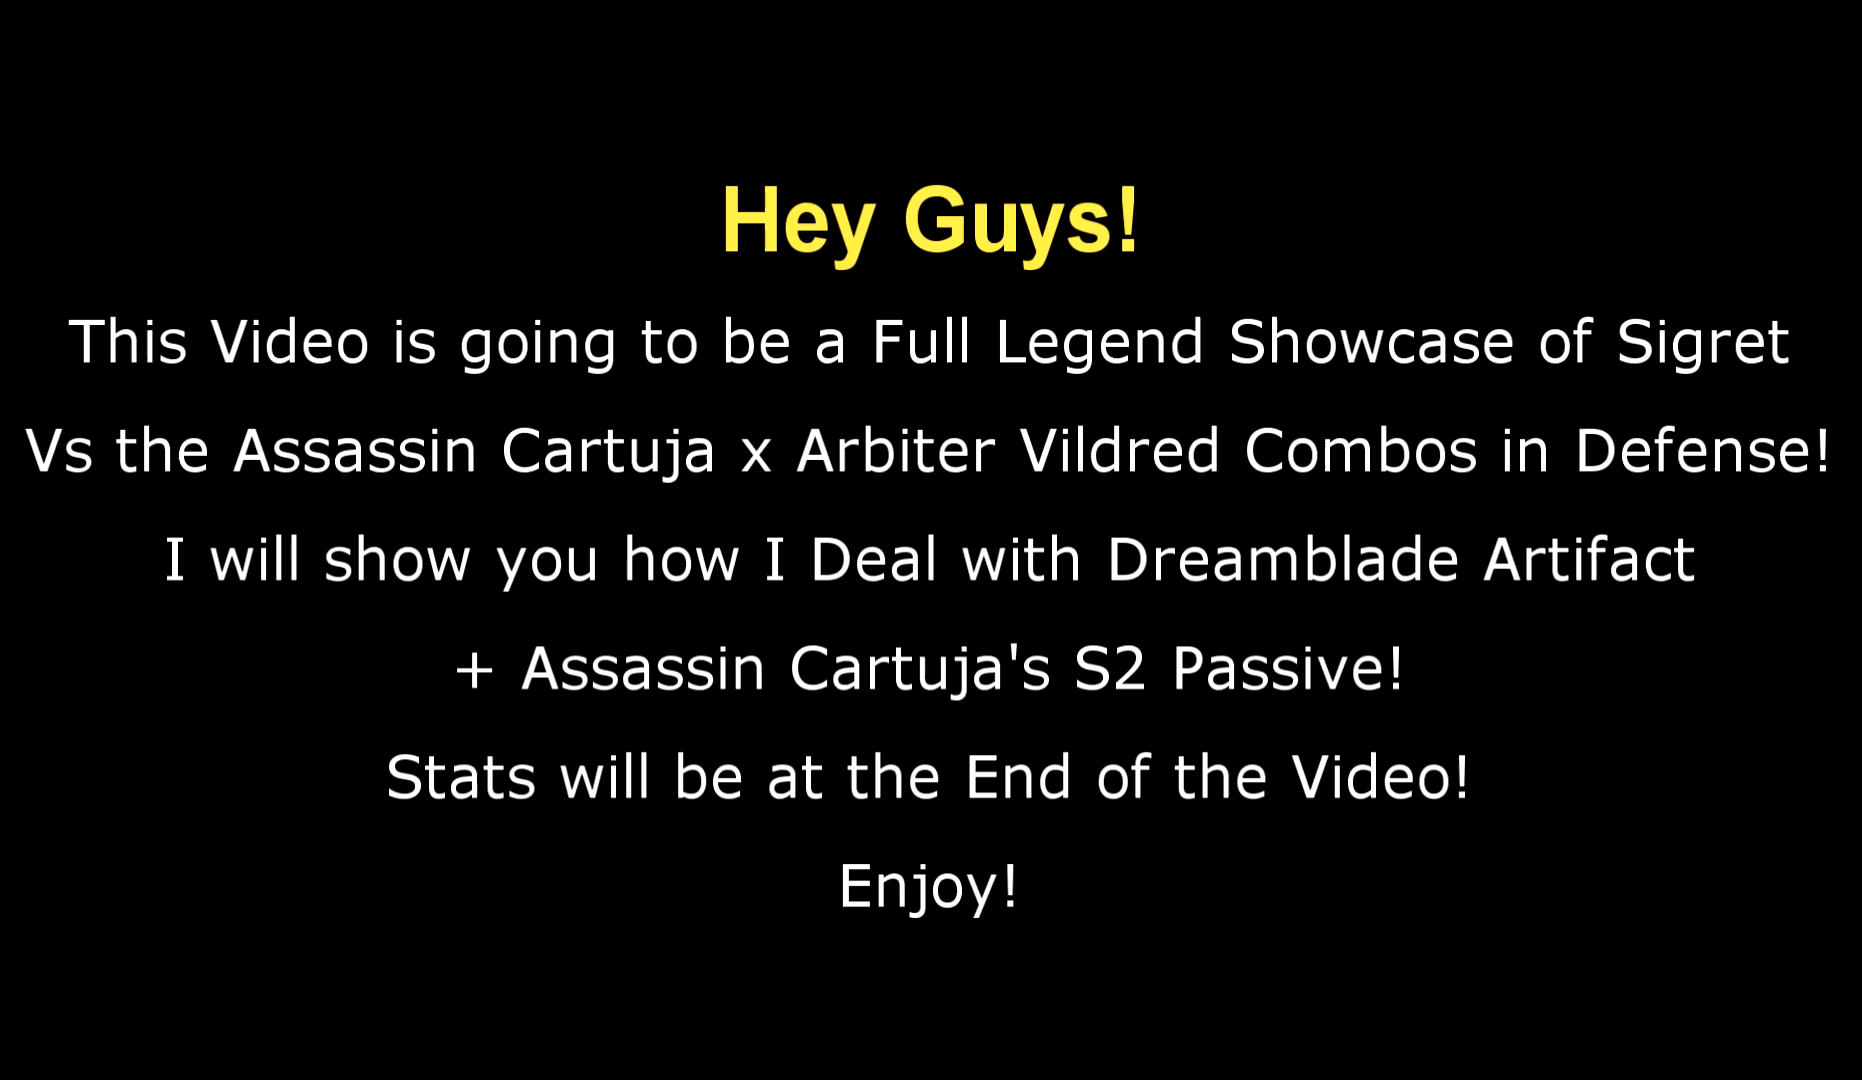 Hey Guys!
This Video is going to be a Full Legend Showcase of Sigret
Vs the Assassin Cartuja x Arbiter Vildred Combos in Defense!
I will show you how I Deal with Dreamblade Artifact
+ Assassin Cartuja's S2 Passive!
Stats will be at the End of the Video!
Enjoy!